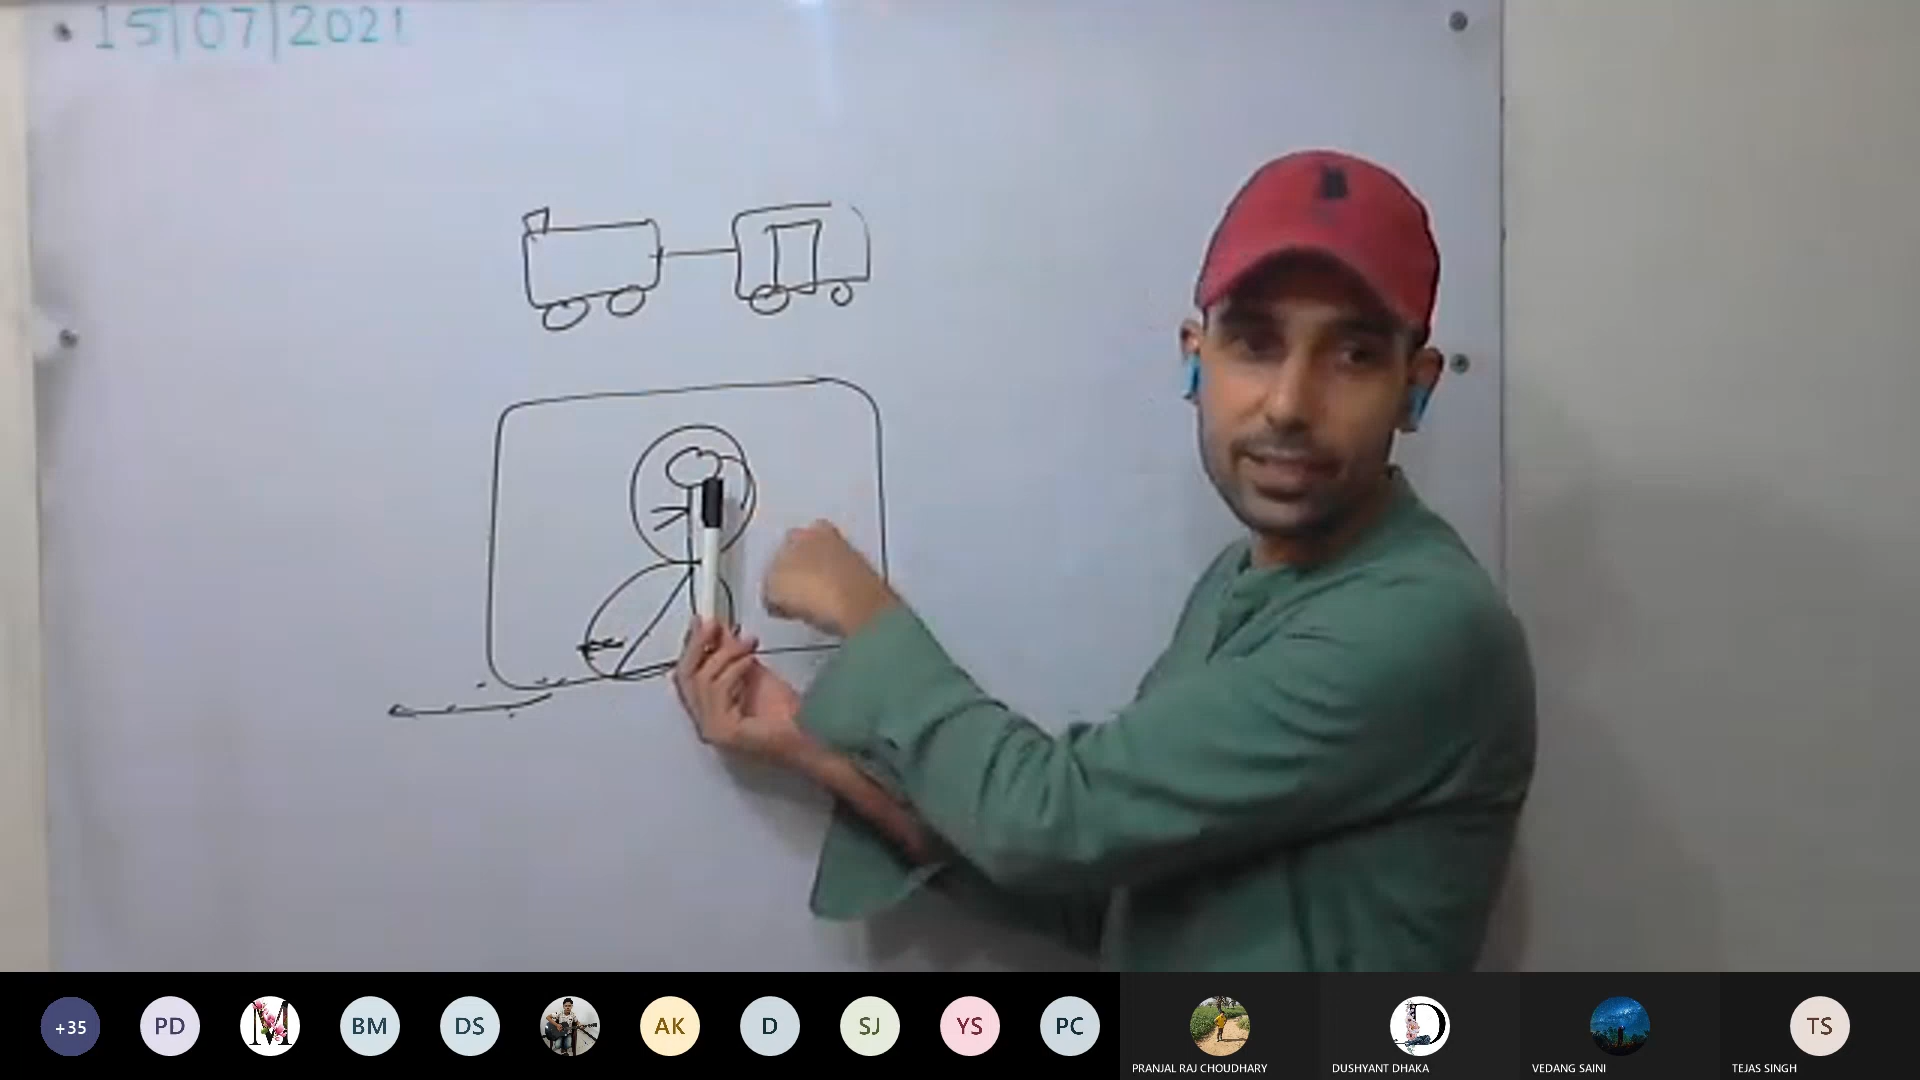 15|07|2021
+35
PD
M
BM
DS
AK
D
SJ
YS
PC
D
TS
PRANJAL RAJ CHOUDHARY
DUSHYANT DHAKA
VEDANG SAINI
TEJAS SINGH